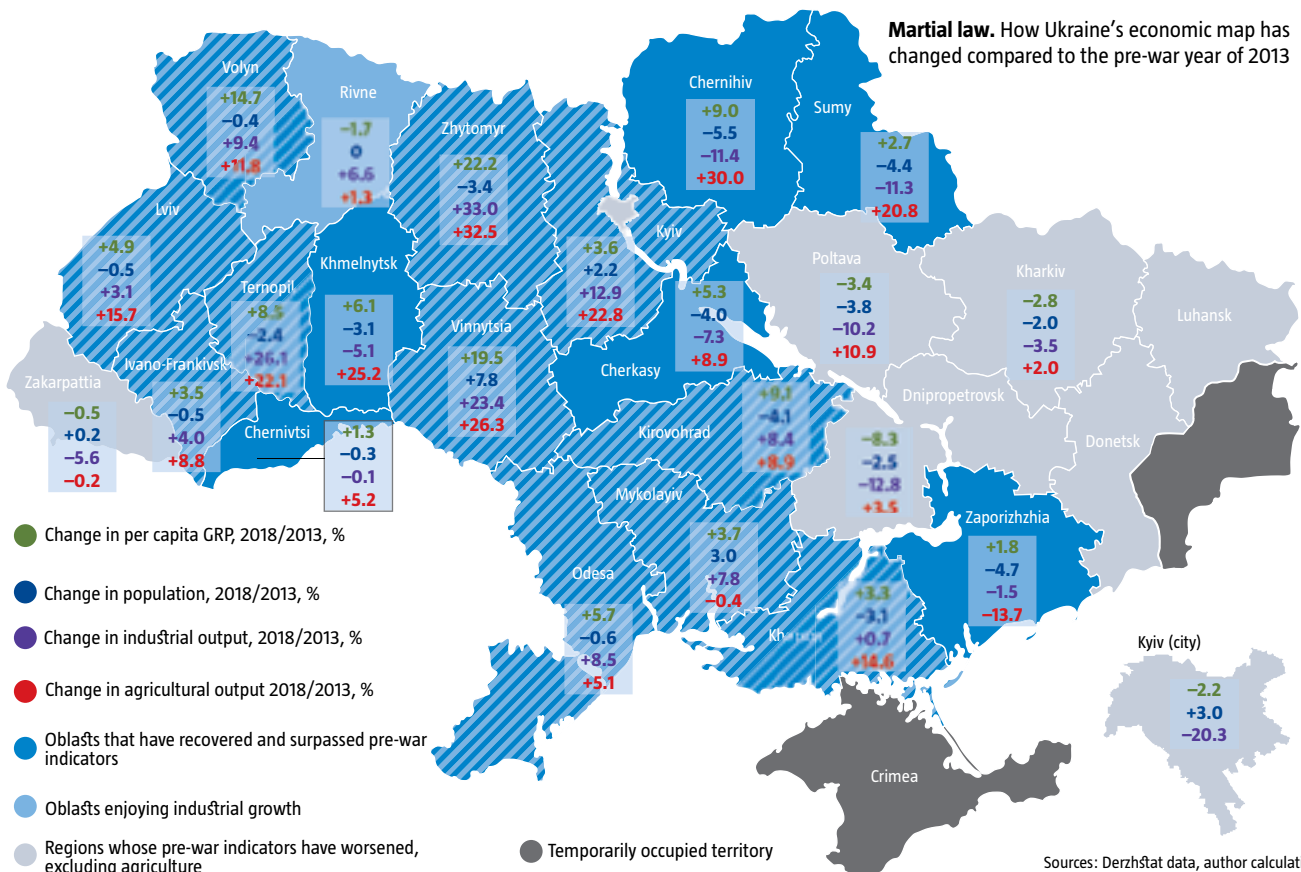 Martial law. How Ukraine's economic map has
changed compared to the pre-war year of 2013
Volyn
+14.7
−0.4
+9.4
+11.8
Rivne
−1.7
0
+6.6
+1.3
Zhytomyr
+22.2
−3.4
+33.0
+32.5
Chernihiv
+9.0
−5.5
−11.4
+30.0
Sumy
+2.7
−4.4
−11.3
+20.8
Lviv
+4.9
−0.5
+3.1
+15.7
Ternopil
+8.5
−2.4
+26.1
+22.1
Khmelnytsk
+6.1
−3.1
−5.1
+25.2
Vinnytsia
+19.5
+7.8
+23.4
+26.3
Kyiv
+3.6
+2.2
+12.9
+22.8
Cherkasy
+5.3
−4.0
−7.3
+8.9
Poltava
−3.4
−3.8
−10.2
+10.9
Kharkiv
−2.8
−2.0
−3.5
+2.0
Luhansk
Zakarpattia
−0.5
+0.2
−5.6
−0.2
Ivano-Frankivsk
+3.5
−0.5
+4.0
+8.8
Chernivtsi
+1.3
−0.3
−0.1
+5.2
Kirovohrad
+9.1
−4.1
+8.4
+8.9
Dnipropetrovsk
−8.3
−2.5
−12.8
+3.5
Donetsk
Mykolayiv
+3.7
3.0
+7.8
−0.4
Odesa
+5.7
−0.6
+8.5
+5.1
+3.3
−3.1
+0.7
+14.6
Zaporizhzhia
+1.8
−4.7
−1.5
−13.7
Crimea
Kyiv (city)
−2.2
+3.0
−20.3
Change in per capita GRP, 2018/2013, %
Change in population, 2018/2013, %
Change in industrial output, 2018/2013, %
Change in agricultural output 2018/2013, %
Oblasts that have recovered and surpassed pre-war
indicators
Oblasts enjoying industrial growth
Regions whose pre-war indicators have worsened,
excluding agriculture
Temporarily occupied territory
Sources: Derzhstat data, author calculat